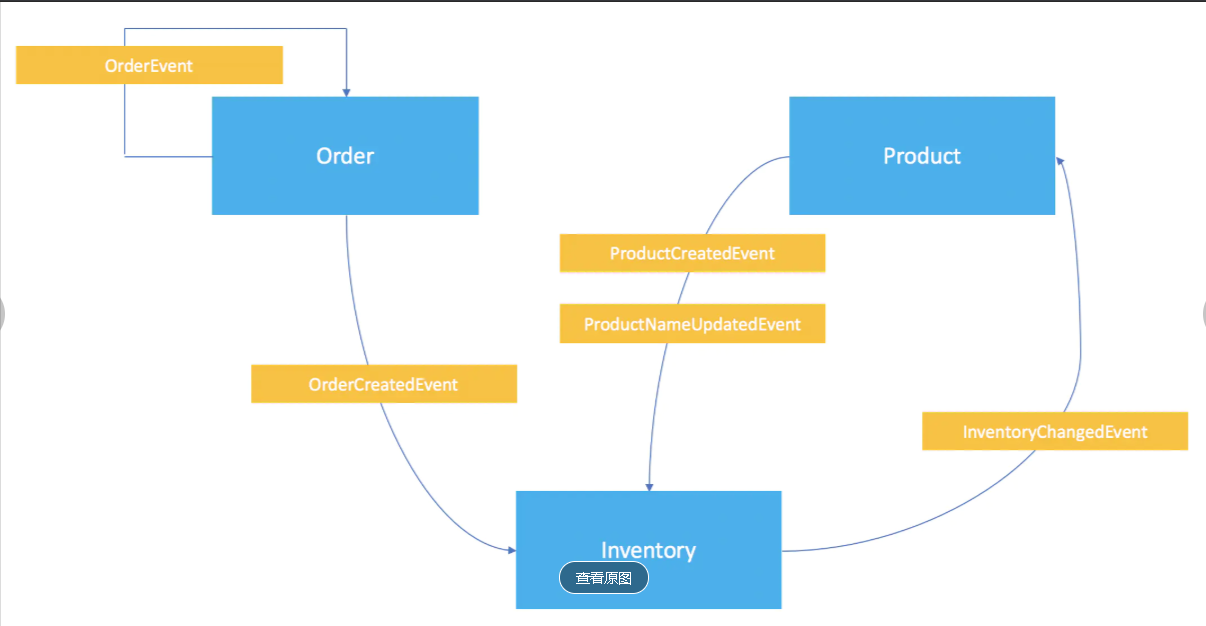 OrderEvent
Order
Product
ProductCreatedEvent
ProductNameUpdatedEvent
OrderCreatedEvent
InventoryChangedEvent
Inventory
查看原图